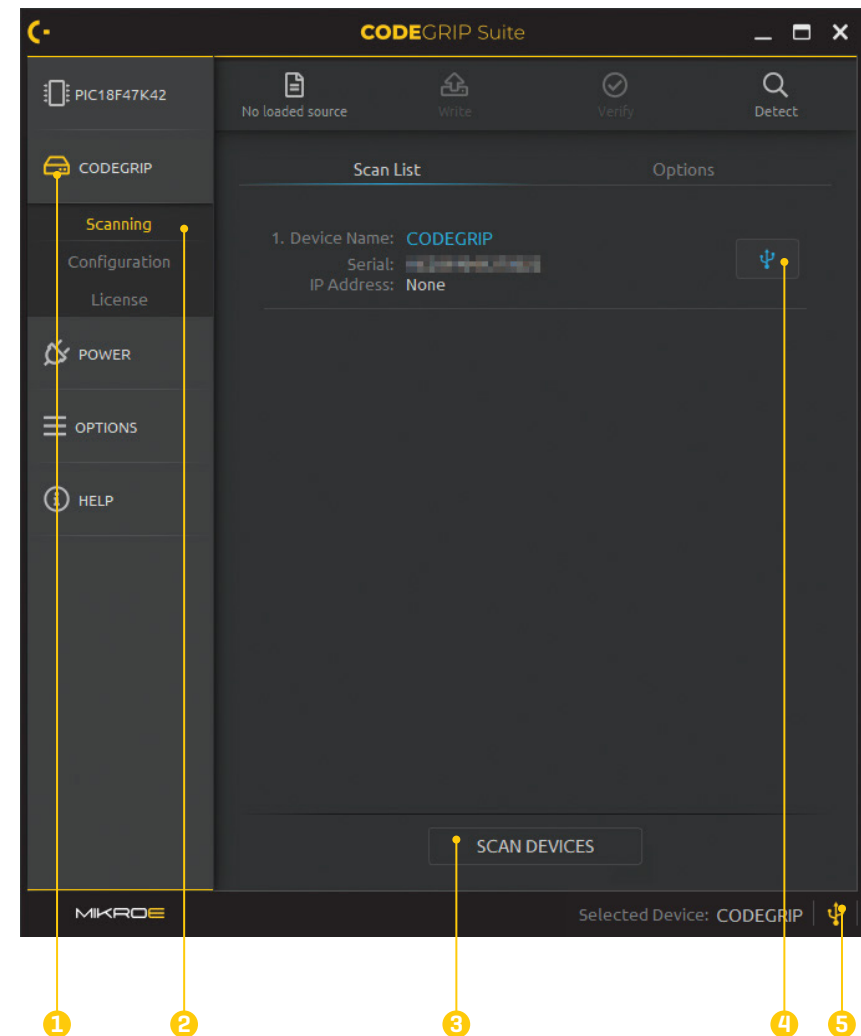 CODEGRIP Suite
PIC18F47K42
No loaded source
Write
Verify
Detect
CODEGRIP
Scan List
Options
Scanning
Configuration
License
1. Device Name: CODEGRIP
Serial:
IP Address: None
POWER
OPTIONS
HELP
SCAN DEVICES
MIKROE
Selected Device: CODEGRIP
1
2
3
4
5